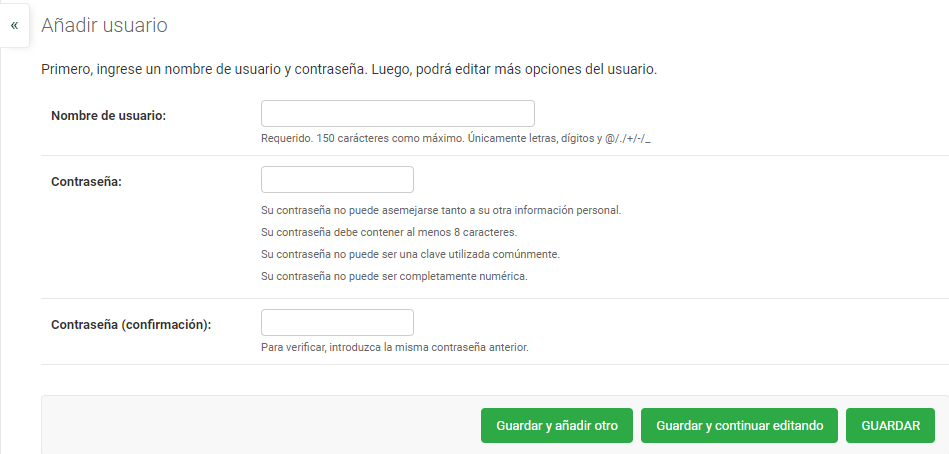 «
Añadir usuario
Primero, ingrese un nombre de usuario y contraseña. Luego, podrá editar más opciones del usuario.
Nombre de usuario:
Requerido. 150 carácteres como máximo. Únicamente letras, dígitos y @/./+/-/_
Contraseña:
Su contraseña no puede asemejarse tanto a su otra información personal.
Su contraseña debe contener al menos 8 caracteres.
Su contraseña no puede ser una clave utilizada comúnmente.
Su contraseña no puede ser completamente numérica.
Contraseña (confirmación):
Para verificar, introduzca la misma contraseña anterior.
Guardar y añadir otro Guardar y continuar editando GUARDAR